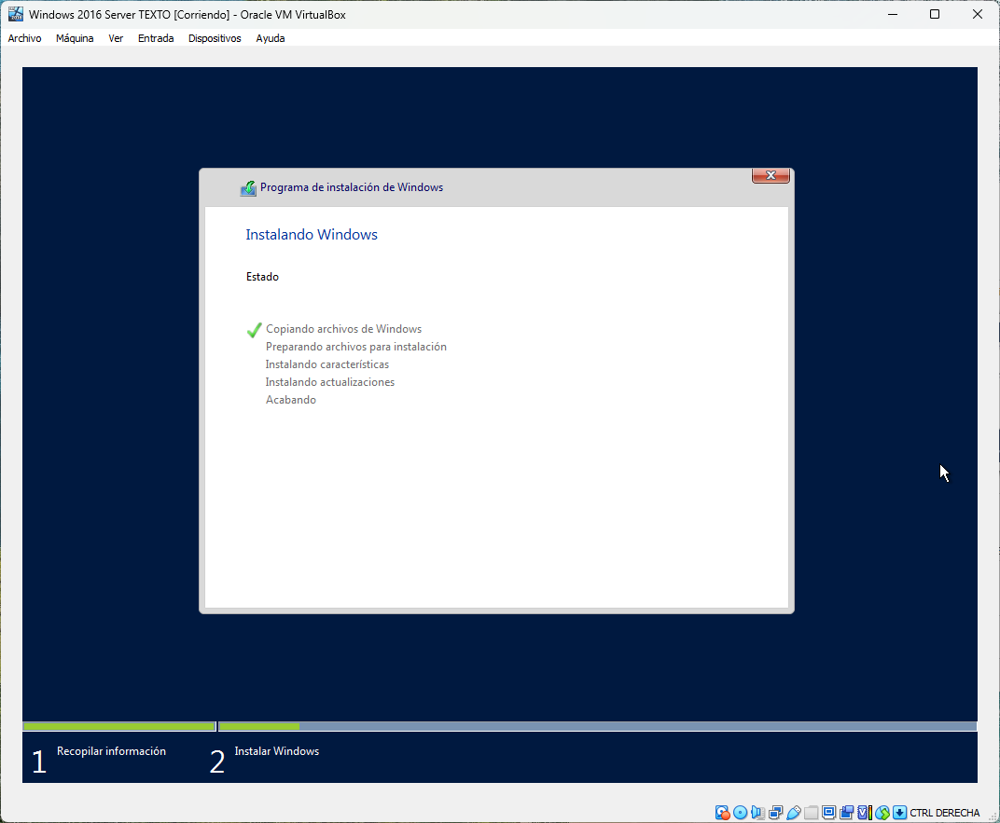 Windows 2016 Server TEXTO [Corriendo] - Oracle VM VirtualBox
Archivo Máquina Ver Entrada Dispositivos Ayuda
Programa de instalación de Windows
Instalando Windows
Estado
Copiando archivos de Windows
Preparando archivos para instalación
Instalando características
Instalando actualizaciones
Acabando
1 Recopilar información 2 Instalar Windows
CTRL DERECHA